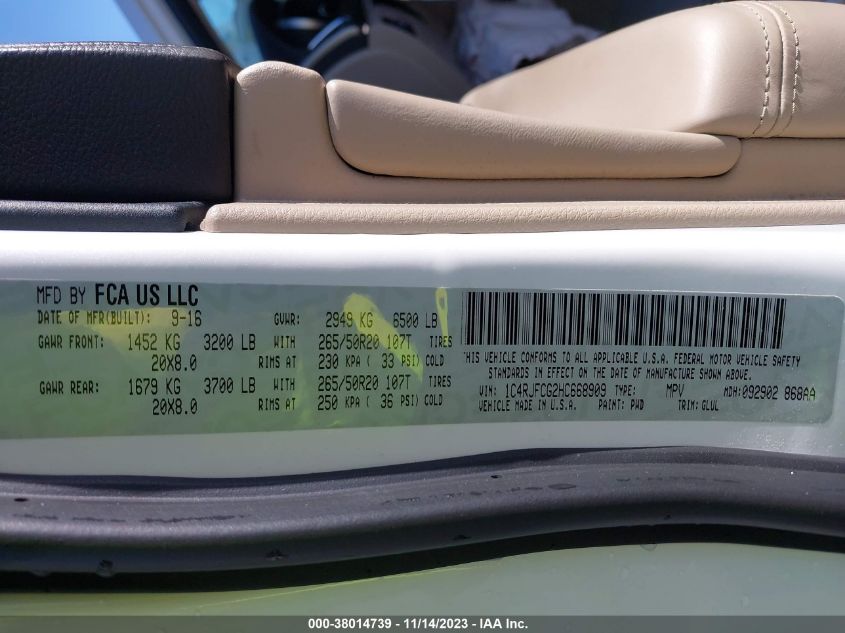 MFD BY FCA US LLC
DATE OF MFR(BUILT): 9-16 GVWR: 2949 KG 6500 LB
GAWR FRONT: 1452 KG 3200 LB WITH 265/50R20 107T TIRES
20X8.0 RIMS AT 230 KPA ( 33 PSI) COLD
GAWR REAR: 1679 KG 3700 LB WITH 265/50R20 107T TIRES
20X8.0 RIMS AT 250 KPA ( 36 PSI) COLD
THIS VEHICLE CONFORMS TO ALL APPLICABLE U.S.A. FEDERAL MOTOR VEHICLE SAFETY
STANDARDS IN EFFECT ON THE DATE OF MANUFACTURE SHOWN ABOVE.
VIN: 1C4RJFCG2HC668909 TYPE: MPV MDH:092902 868AA
VEHICLE MADE IN U.S.A. PAINT: PWD TRIM: GLUL
000-38014739 - 11/14/2023 - IAA Inc.